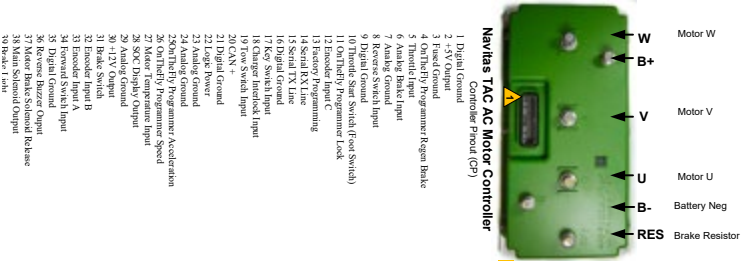 Navitas TAC AC Motor Controller
Controller Pinout (CP)
1 Digital Ground
2 +5V Output
3 Fused Ground
4 OnTheFly Programmer Regen Brake
5 Throttle Input
6 Analog Brake Input
7 Analog Ground
8 Reverse Switch Input
9 Digital Ground
10 Throttle Start Switch (Foot Switch)
11 OnTheFly Programmer Lock
12 Encoder Input C
13 Factory Programming
14 Serial RX Line
15 Serial TX Line
16 Digital Ground
17 Key Switch Input
18 Charger Interlock Input
19 Tow Switch Input
20 CAN +
21 Digital Ground
22 Logic Power
23 Analog Ground
24 Analog Ground
25OnTheFly Programmer Acceleration
26 OnTheFly Programmer Speed
27 Motor Temperature Input
28 SOC Display Output
29 Analog Ground
30 +12V Output
31 Brake Switch
32 Encoder Input B
33 Encoder Input A
34 Forward Switch Input
35 Digital Ground
36 Reverse Buzzer Ouput
37 Motor Brake Solenoid Release
38 Main Solenoid Output
39 Brake Light
1
W Motor W
B+
V Motor V
U Motor U
B- Battery Neg
RES Brake Resistor